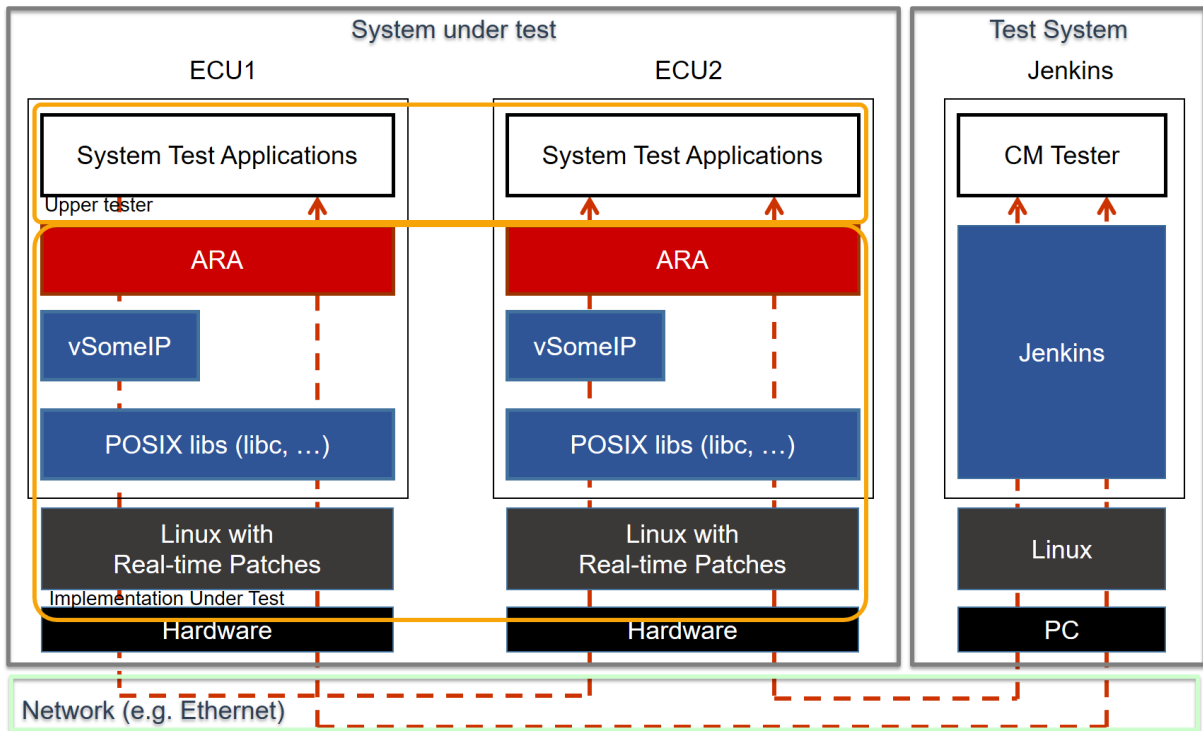 System under test
Test System
ECU1
ECU2
Jenkins
System Test Applications
System Test Applications
CM Tester
Upper tester
ARA
ARA
vSomeIP
vSomeIP
Jenkins
POSIX libs (libc, …)
POSIX libs (libc, …)
Linux with
Real-time Patches
Linux with
Real-time Patches
Linux
Implementation Under Test
Hardware
Hardware
PC
Network (e.g. Ethernet)